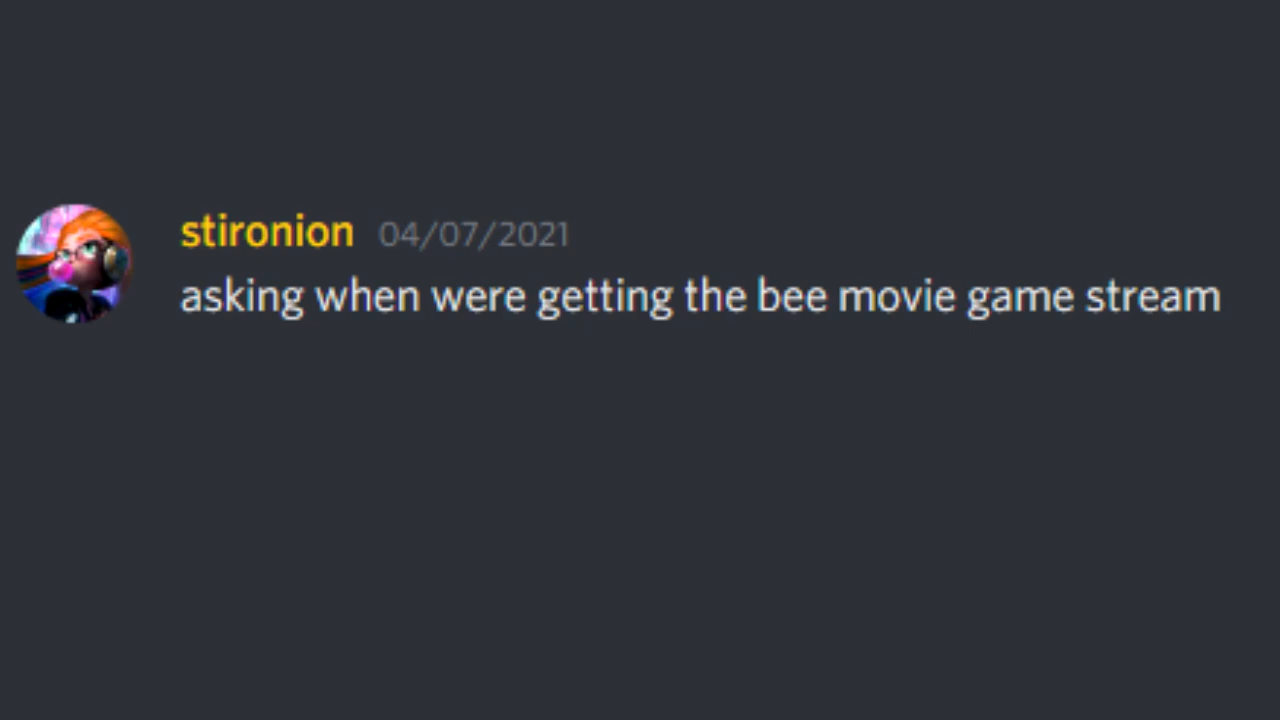 stironion 04/07/2021
asking when were getting the bee movie game stream